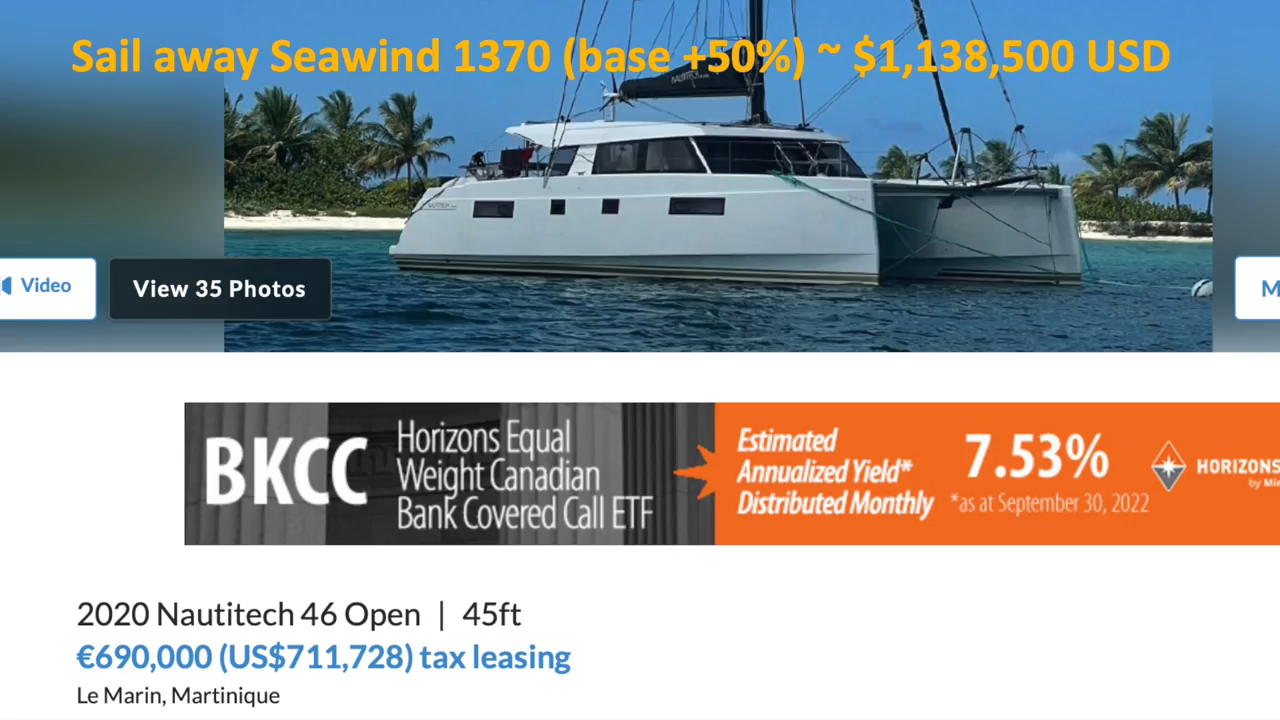 Sail away Seawind 1370 (base +50%) ~ $1,138,500 USD
Video
View 35 Photos
BKCC
Horizons Equal
Weight Canadian
Bank Covered Call ETF
Estimated
Annualized Yield*
Distributed Monthly
7.53%
*as at September 30, 2022
HORIZONS
2020 Nautitech 46 Open | 45ft
€690,000 (US$711,728) tax leasing
Le Marin, Martinique